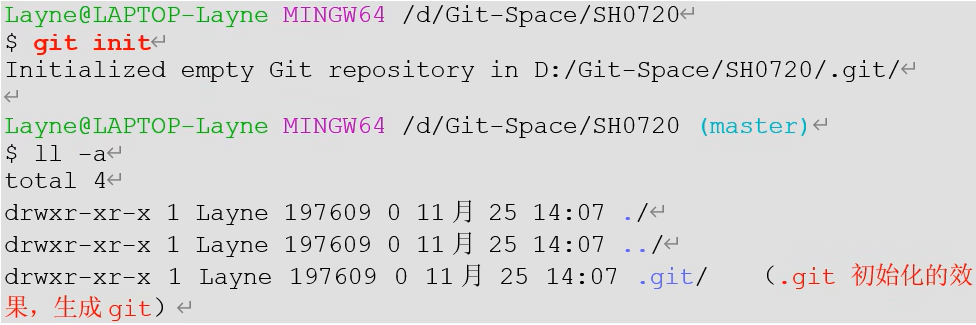 Layne@LAPTOP-Layne MINGW64 /d/Git-Space/SH0720↵
$ git init↵
Initialized empty Git repository in D:/Git-Space/SH0720/.git/↵
↵
Layne@LAPTOP-Layne MINGW64 /d/Git-Space/SH0720 (master)↵
$ ll -a↵
total 4↵
drwxr-xr-x 1 Layne 197609 0 11月 25 14:07 ./↵
drwxr-xr-x 1 Layne 197609 0 11月 25 14:07 ../↵
drwxr-xr-x 1 Layne 197609 0 11月 25 14:07 .git/ （.git 初始化的效
果，生成git）↵